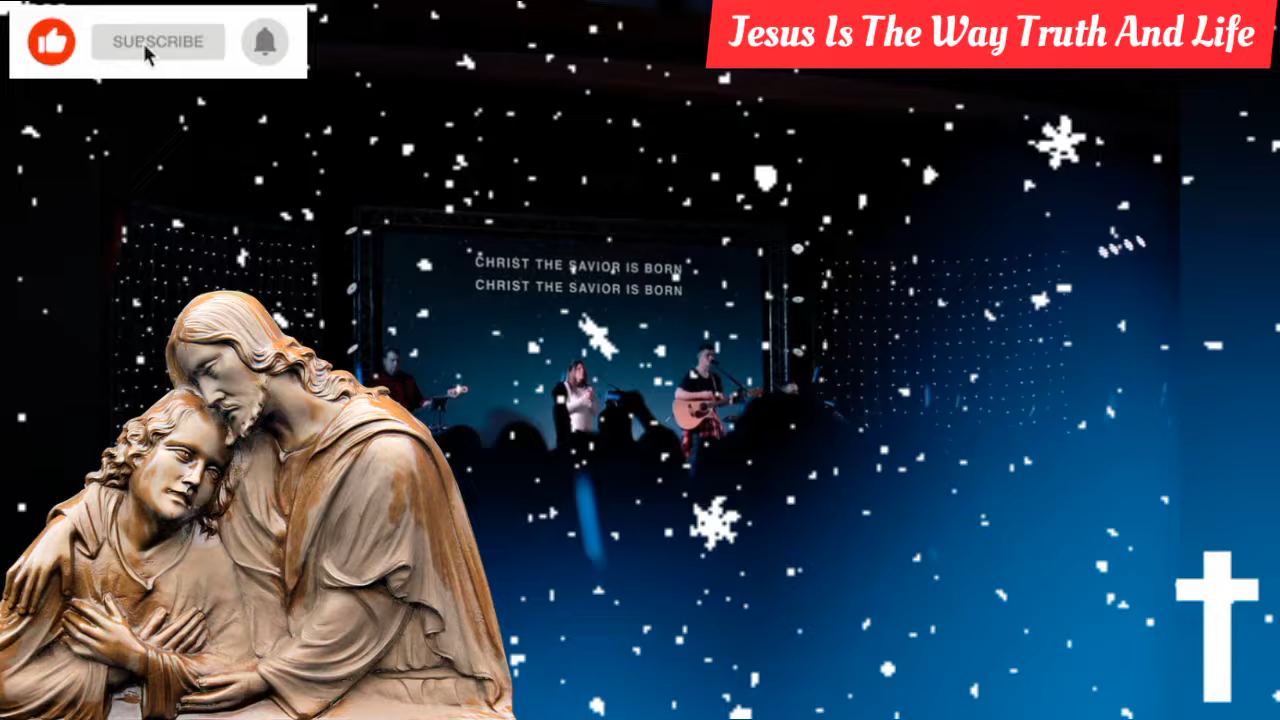 SUBSCRIBE
Jesus Is The Way Truth And Life
CHRIST THE SAVIOR IS BORN
CHRIST THE SAVIOR IS BORN